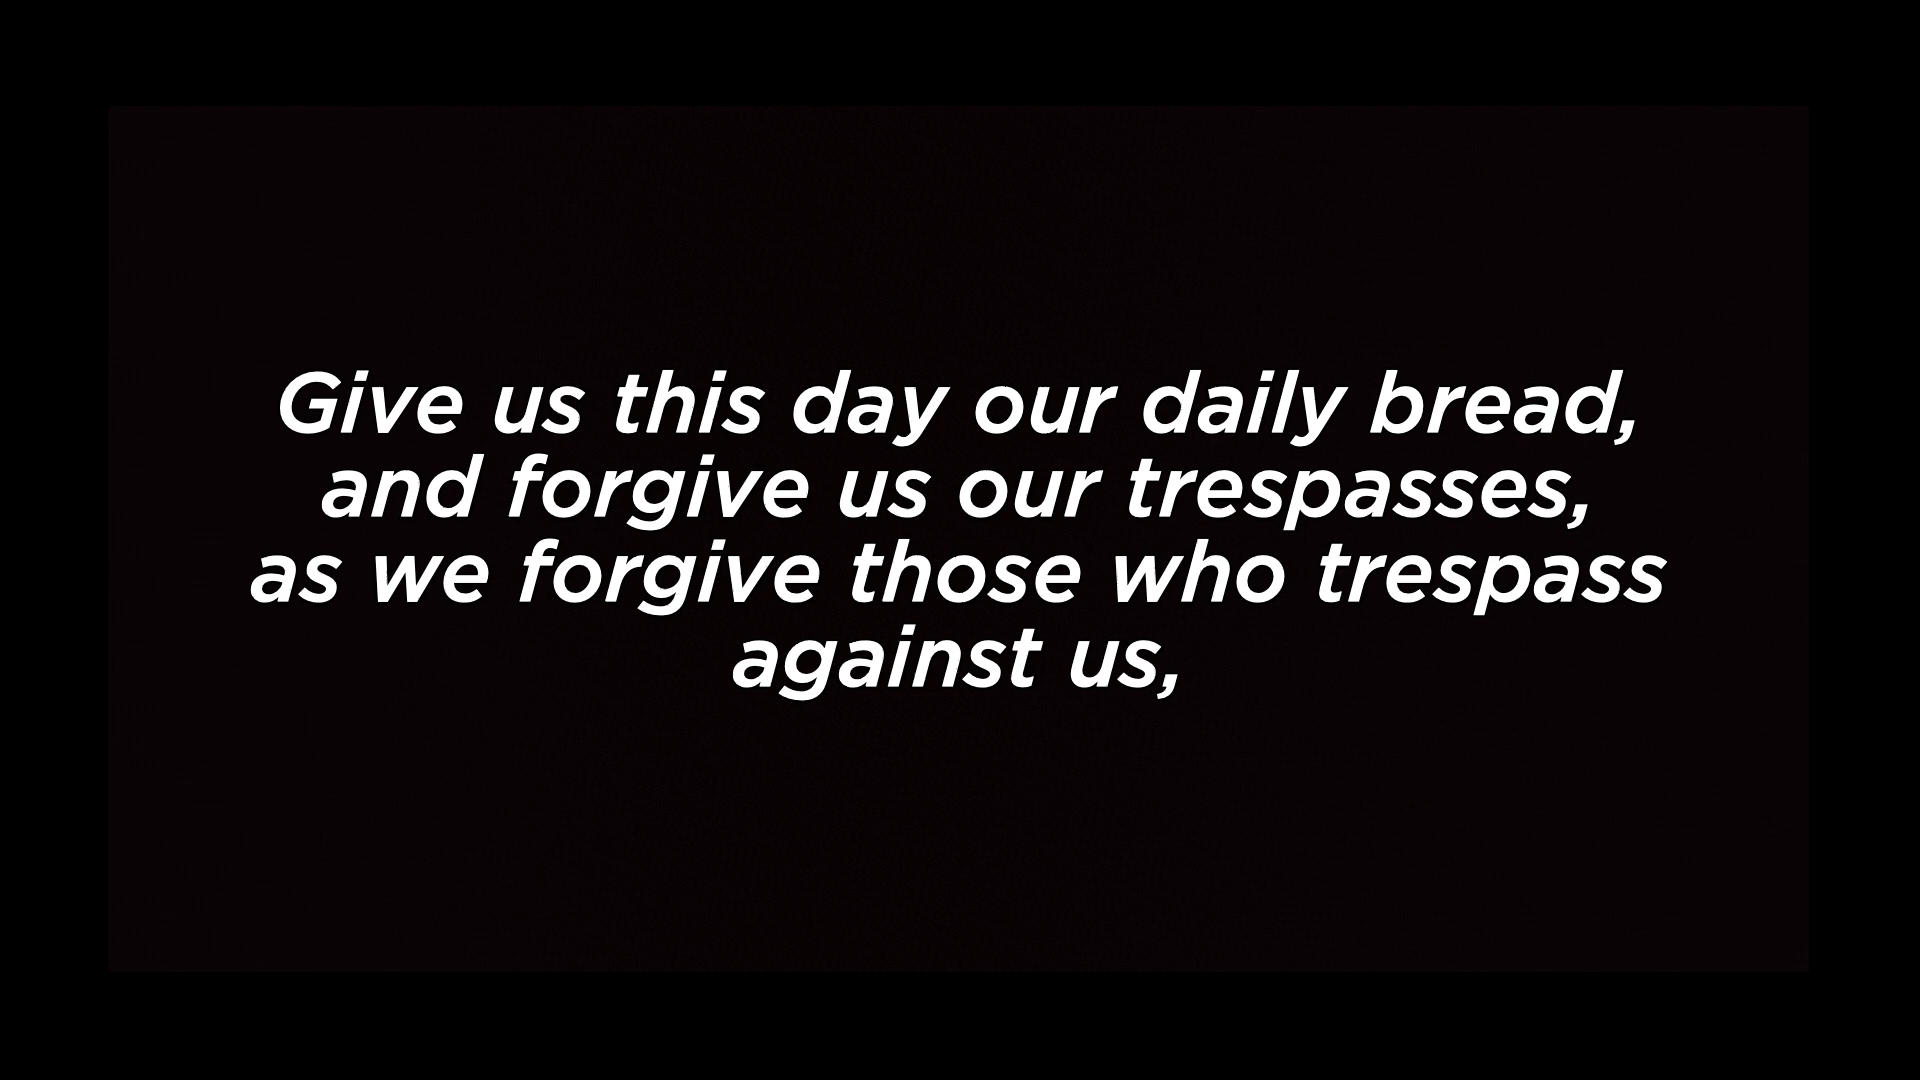 Give us this day our daily bread,
and forgive us our trespasses,
as we forgive those who trespass
against us,